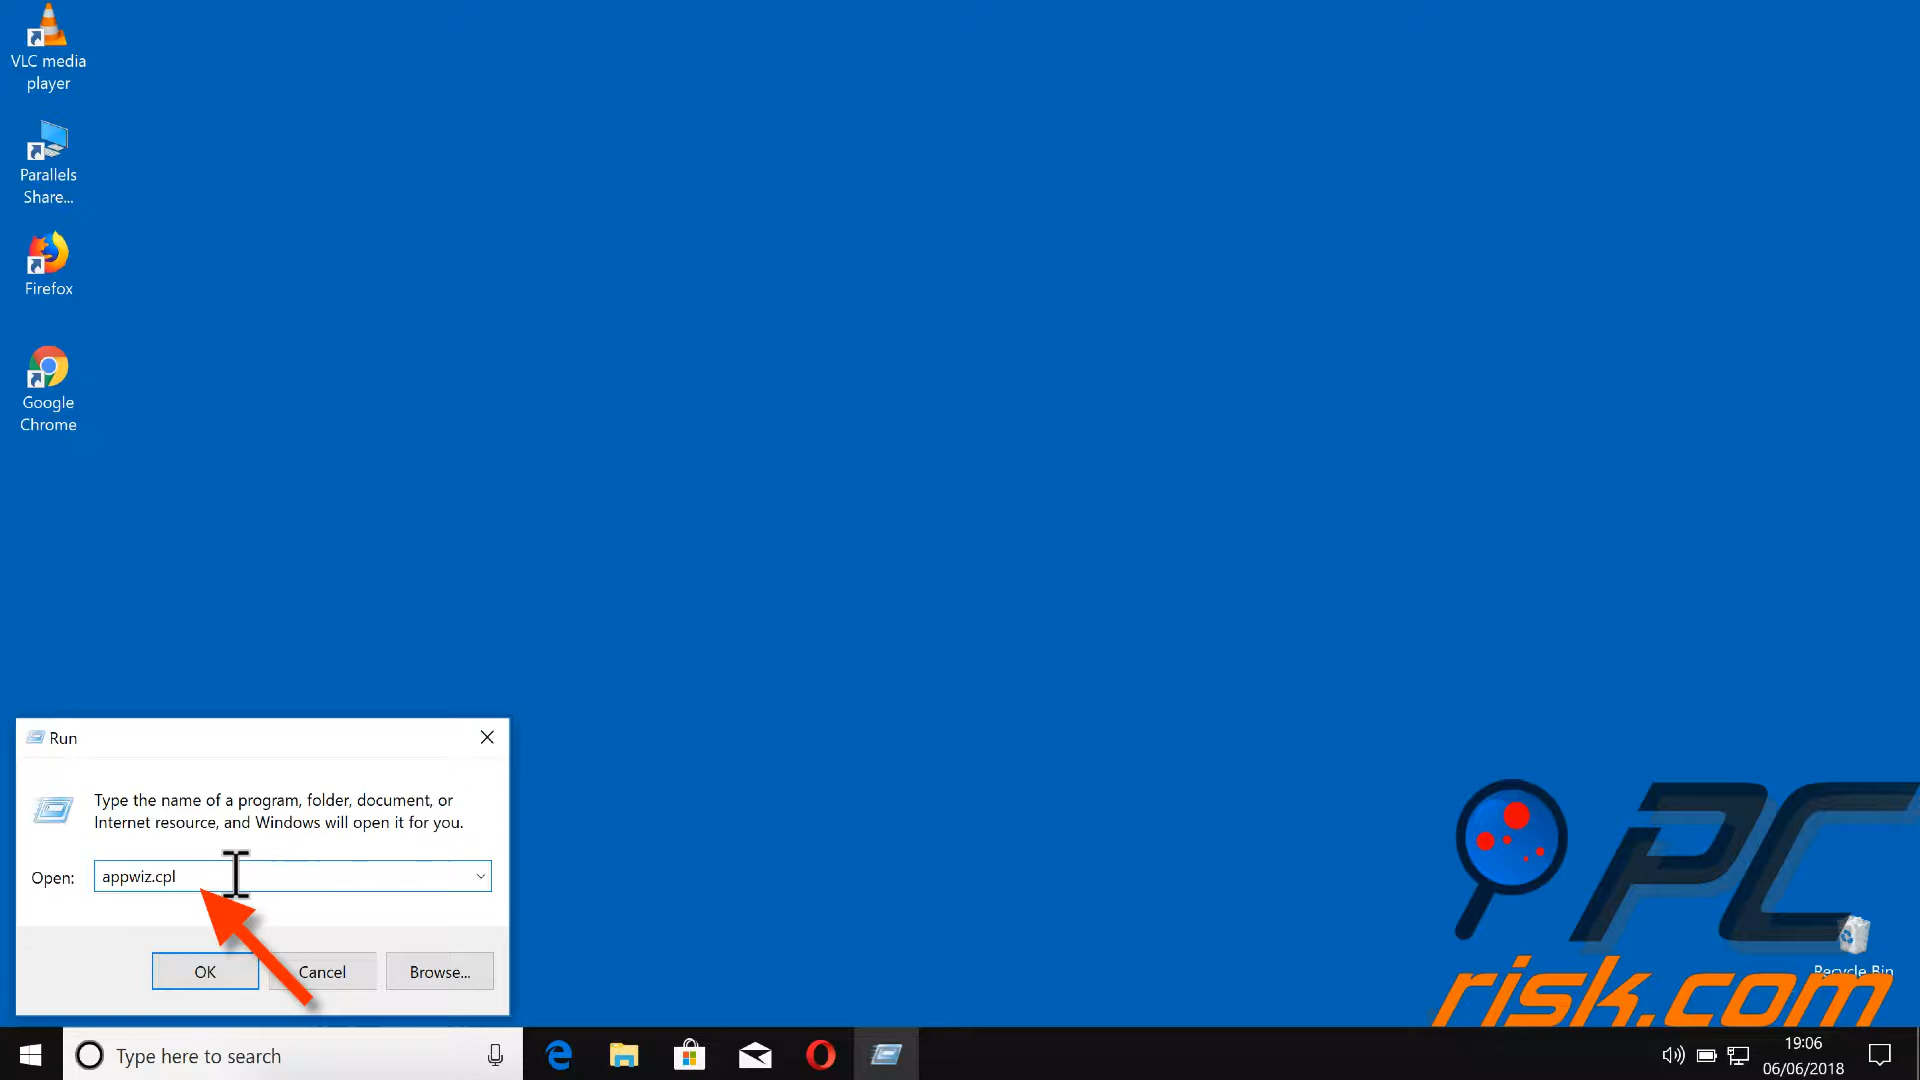 VLC media
player
Parallels
Share...
Firefox
Google
Chrome
Run
Type the name of a program, folder, document, or
Internet resource, and Windows will open it for you.
Open:
appwiz.cpl
OK
Cancel
Browse...
PC
Recycle Bin
risk.com
Type here to search
19:06
06/06/2018